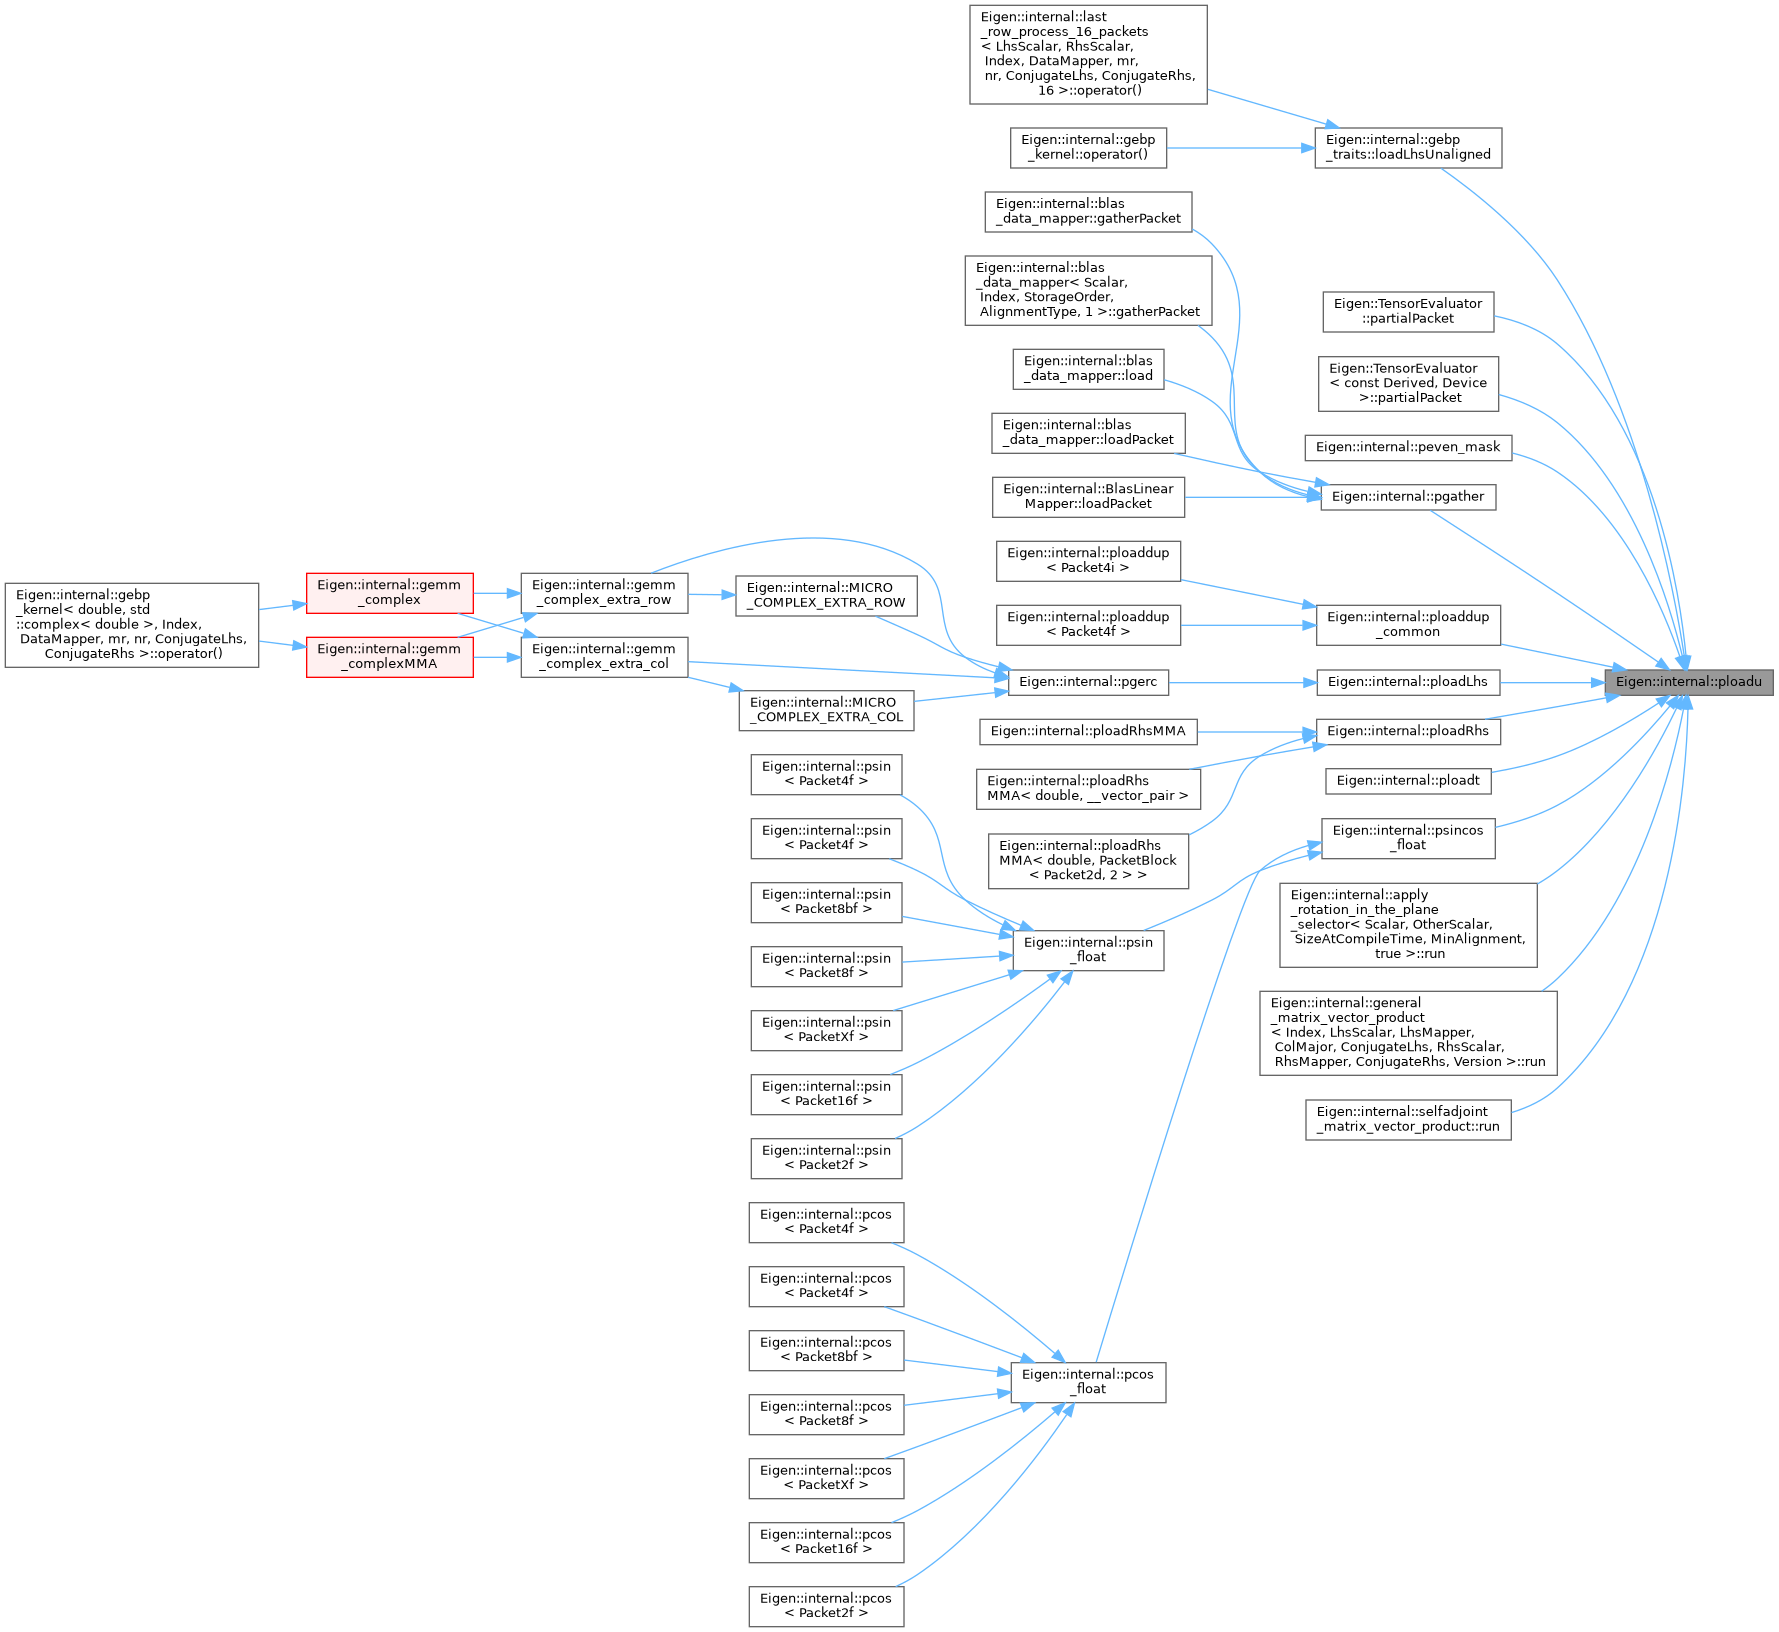 Eigen::internal::last
_row_process_16_packets
< LhsScalar, RhsScalar,
Index, DataMapper, mr,
nr, ConjugateLhs, ConjugateRhs,
16 >::operator()
Eigen::internal::gebp
_kernel::operator()
Eigen::internal::gebp
_traits::loadLhsUnaligned
Eigen::internal::blas
_data_mapper::gatherPacket
Eigen::internal::blas
_data_mapper< Scalar,
Index, StorageOrder,
AlignmentType, 1 >::gatherPacket
Eigen::TensorEvaluator
::partialPacket
Eigen::internal::blas
_data_mapper::load
Eigen::TensorEvaluator
< const Derived, Device
>::partialPacket
Eigen::internal::blas
_data_mapper::loadPacket
Eigen::internal::peven_mask
Eigen::internal::BlasLinear
Mapper::loadPacket
Eigen::internal::pgather
Eigen::internal::ploaddup
< Packet4i >
Eigen::internal::gebp
_kernel< double, std
::complex< double >, Index,
DataMapper, mr, nr, ConjugateLhs,
ConjugateRhs >::operator()
Eigen::internal::gemm
_complex
Eigen::internal::gemm
_complex_extra_row
Eigen::internal::MICRO
_COMPLEX_EXTRA_ROW
Eigen::internal::ploaddup
< Packet4f >
Eigen::internal::ploaddup
_common
Eigen::internal::gemm
_complexMMA
Eigen::internal::gemm
_complex_extra_col
Eigen::internal::pgerc
Eigen::internal::ploadLhs
Eigen::internal::ploadu
Eigen::internal::MICRO
_COMPLEX_EXTRA_COL
Eigen::internal::ploadRhsMMA
Eigen::internal::ploadRhs
Eigen::internal::psin
< Packet4f >
Eigen::internal::ploadRhs
MMA< double, __vector_pair >
Eigen::internal::ploadt
Eigen::internal::psin
< Packet4f >
Eigen::internal::ploadRhs
MMA< double, PacketBlock
< Packet2d, 2 > >
Eigen::internal::psincos
_float
Eigen::internal::psin
< Packet8bf >
Eigen::internal::apply
_rotation_in_the_plane
_selector< Scalar, OtherScalar,
SizeAtCompileTime, MinAlignment,
true >::run
Eigen::internal::psin
_float
Eigen::internal::psin
< Packet8f >
Eigen::internal::psin
< PacketXf >
Eigen::internal::general
_matrix_vector_product
< Index, LhsScalar, LhsMapper,
ColMajor, ConjugateLhs, RhsScalar,
RhsMapper, ConjugateRhs, Version >::run
Eigen::internal::psin
< Packet16f >
Eigen::internal::selfadjoint
_matrix_vector_product::run
Eigen::internal::psin
< Packet2f >
Eigen::internal::pcos
< Packet4f >
Eigen::internal::pcos
< Packet4f >
Eigen::internal::pcos
< Packet8bf >
Eigen::internal::pcos
_float
Eigen::internal::pcos
< Packet8f >
Eigen::internal::pcos
< PacketXf >
Eigen::internal::pcos
< Packet16f >
Eigen::internal::pcos
< Packet2f >